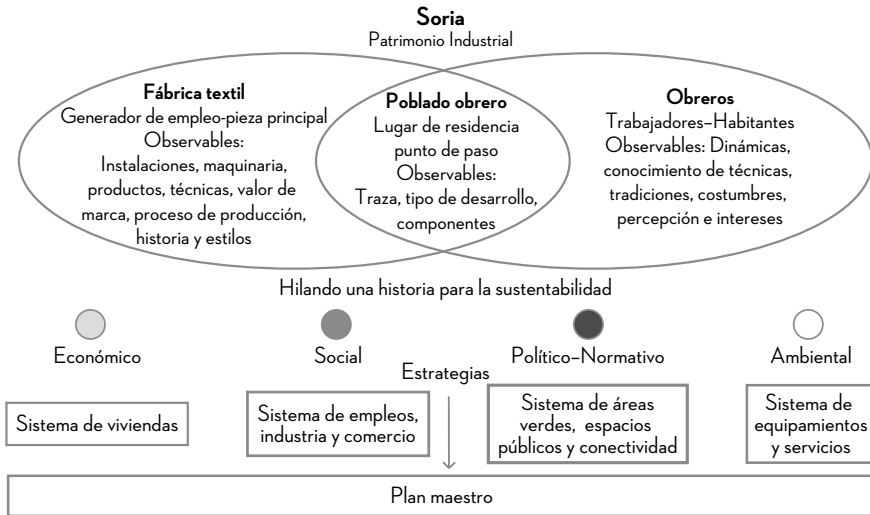 Soria
Patrimonio Industrial
Fábrica textil
Generador de empleo-pieza principal
Observables:
Instalaciones, maquinaria,
productos, técnicas, valor de
marca, proceso de producción,
historia y estilos
Poblado obrero
Lugar de residencia
punto de paso
Observables:
Traza, tipo de desarrollo,
componentes
Obreros
Trabajadores–Habitantes
Observables: Dinámicas,
conocimiento de técnicas,
tradiciones, costumbres,
percepción e intereses
Hilando una historia para la sustentabilidad
Económico
Social
Político–Normativo
Ambiental
Estrategias
Sistema de viviendas
Sistema de empleos,
industria y comercio
Sistema de áreas
verdes, espacios
públicos y conectividad
Sistema de
equipamientos
y servicios
Plan maestro